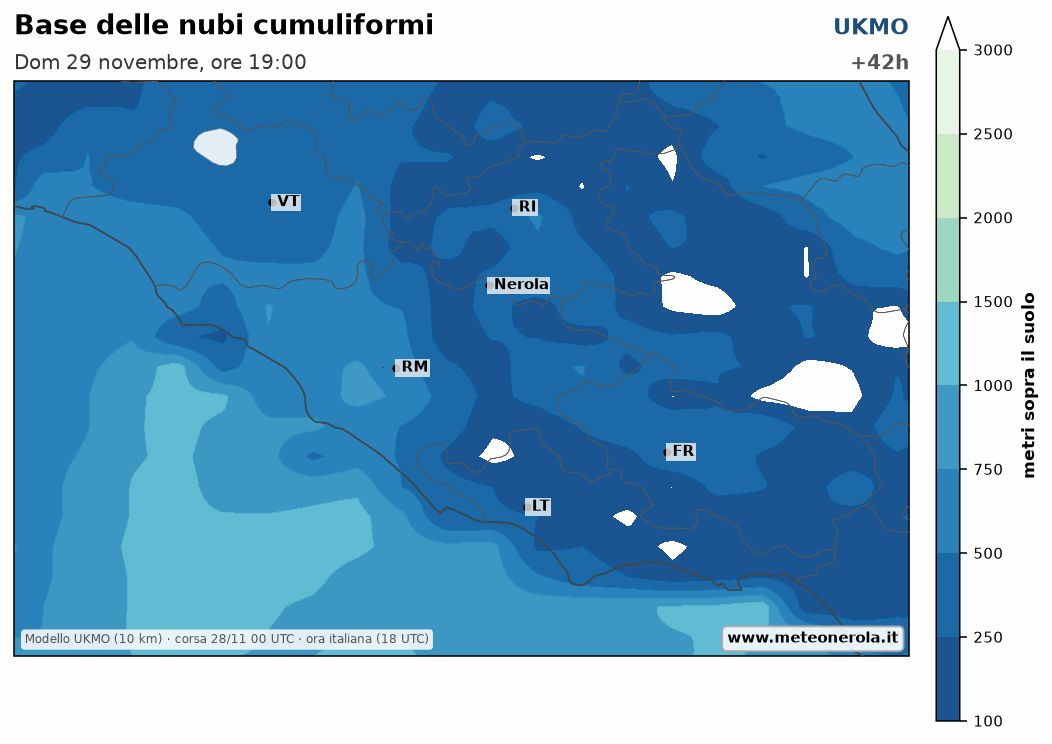 Base delle nubi cumuliformi
UKMO
Dom 29 novembre, ore 19:00
+42h
VT
RI
Nerola
RM
FR
LT
3000
2500
2000
1500
1000
750
500
250
100
metri sopra il suolo
Modello UKMO (10 km) · corsa 28/11 00 UTC · ora italiana (18 UTC)
www.meteonerola.it